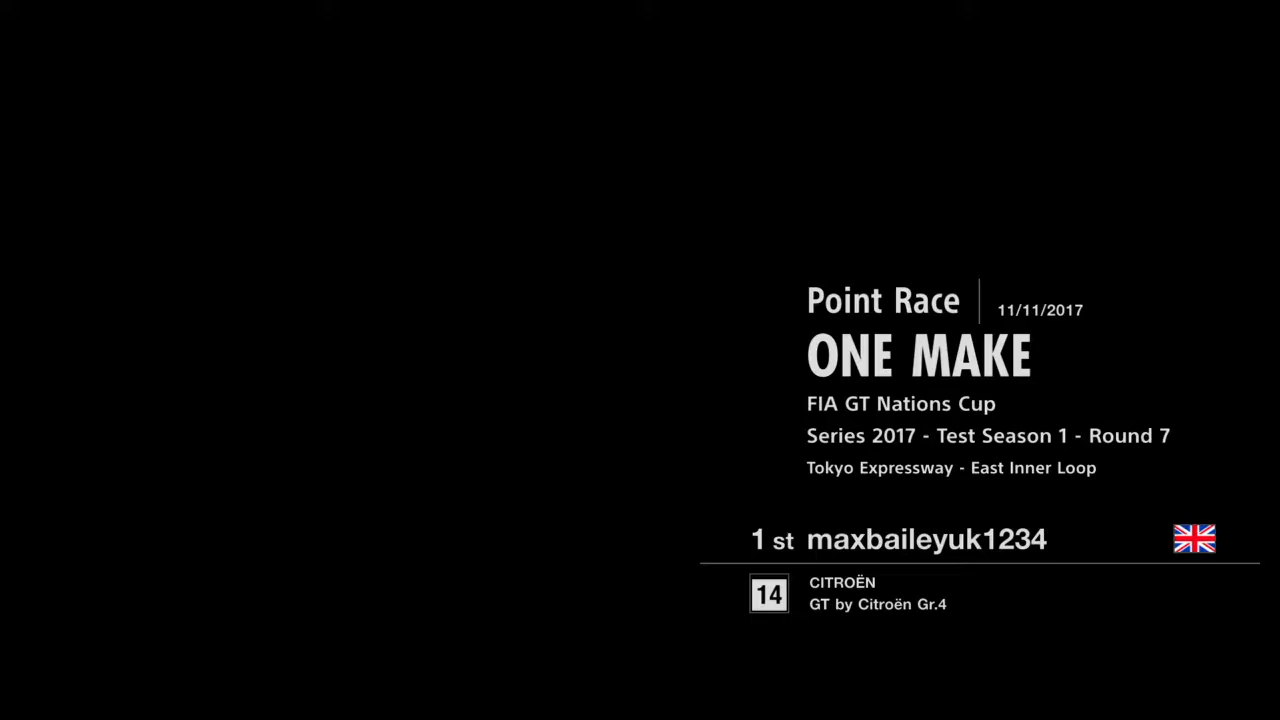 Point Race 11/11/2017
ONE MAKE
FIA GT Nations Cup
Series 2017 - Test Season 1 - Round 7
Tokyo Expressway - East Inner Loop
1 st maxbaileyuk1234
14 CITROËN
GT by Citroën Gr.4